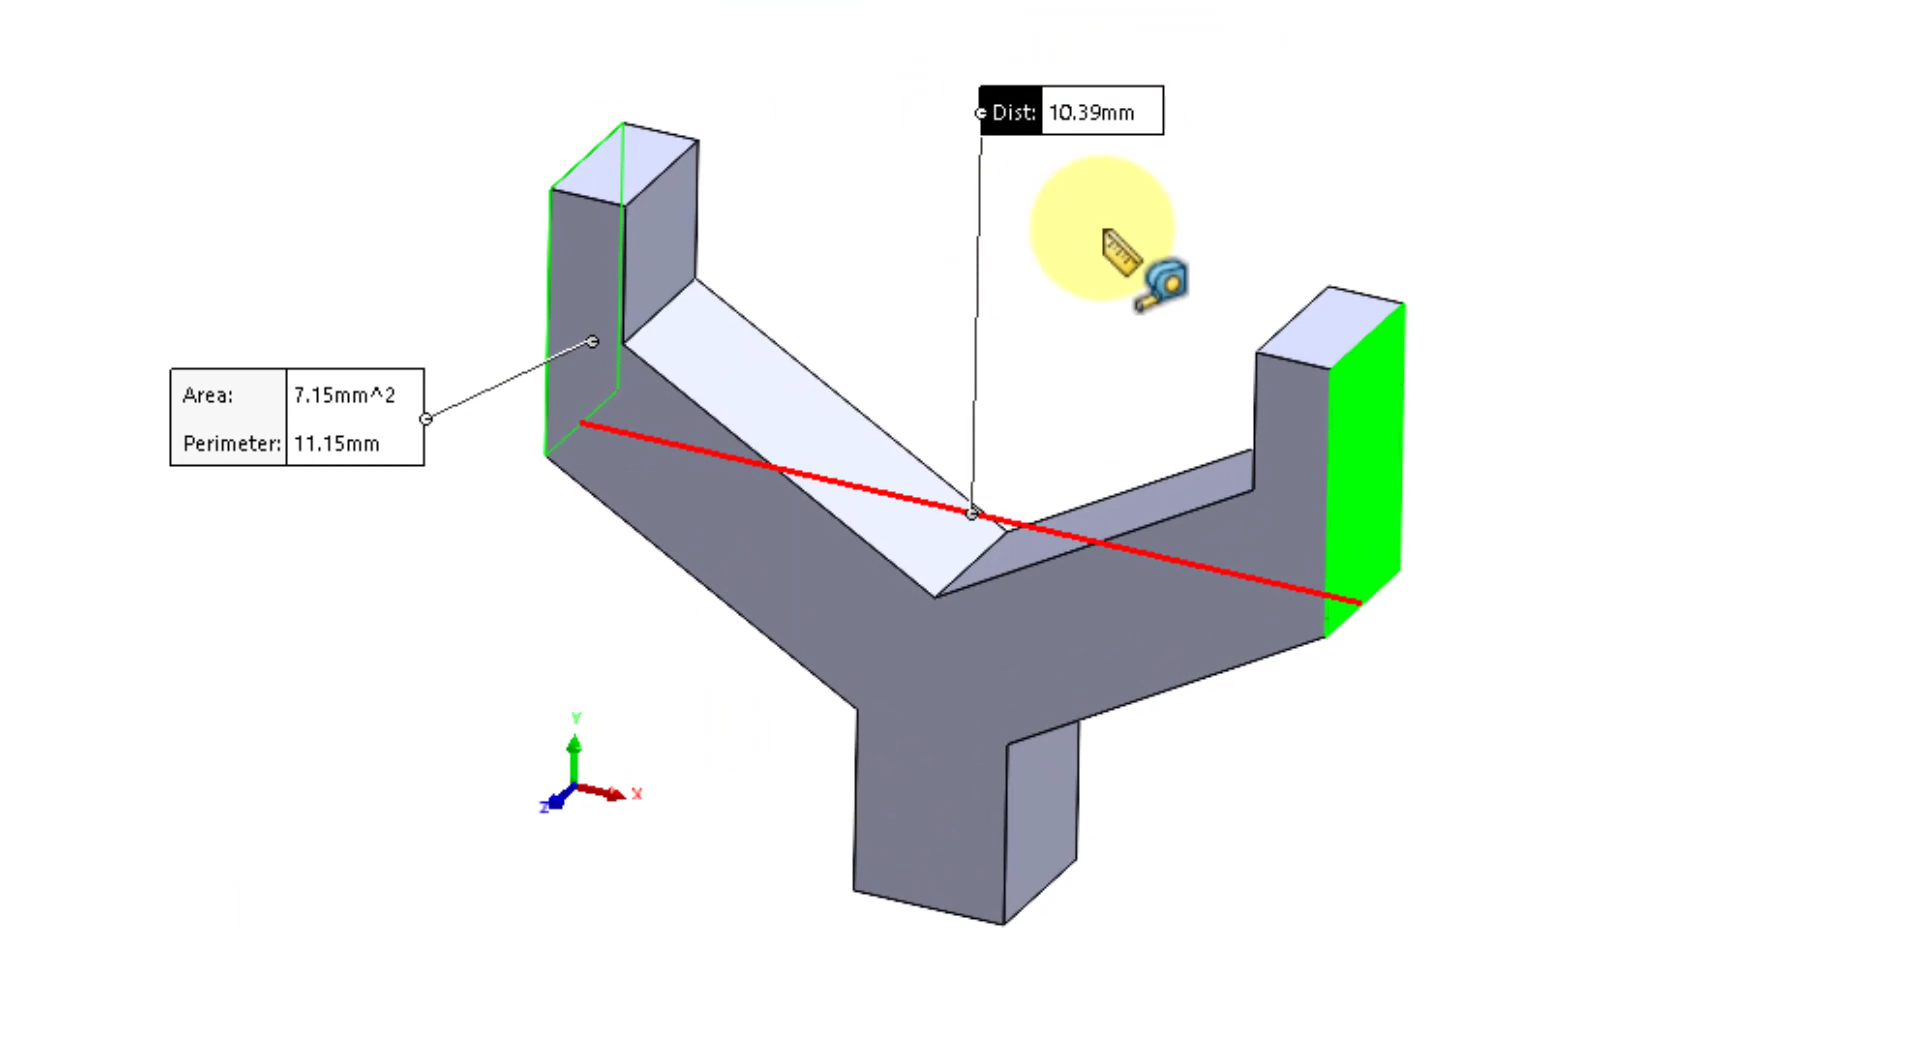 Dist: 10.39mm
Area: 7.15mm^2
Perimeter: 11.15mm
Y
Z
X